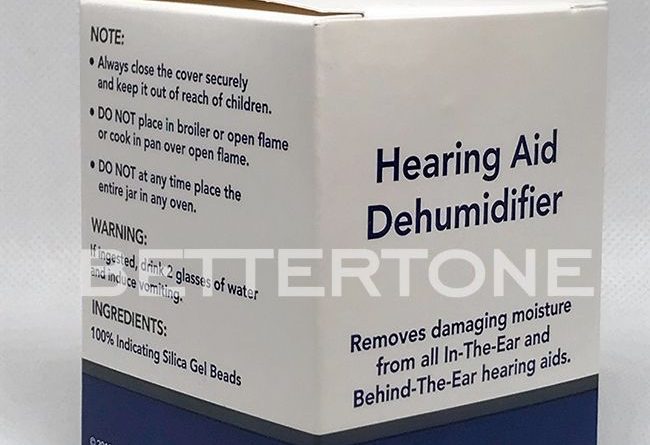 NOTE:
• Always close the cover securely
and keep it out of reach of children.
• DO NOT place in broiler or open flame
or cook in pan over open flame.
• DO NOT at any time place the
entire jar in any oven.
WARNING:
If ingested, drink 2 glasses of water
and induce vomiting.
INGREDIENTS:
100% Indicating Silica Gel Beads
Hearing Aid
Dehumidifier
Removes damaging moisture
from all In-The-Ear and
Behind-The-Ear hearing aids.
BETTERTONE